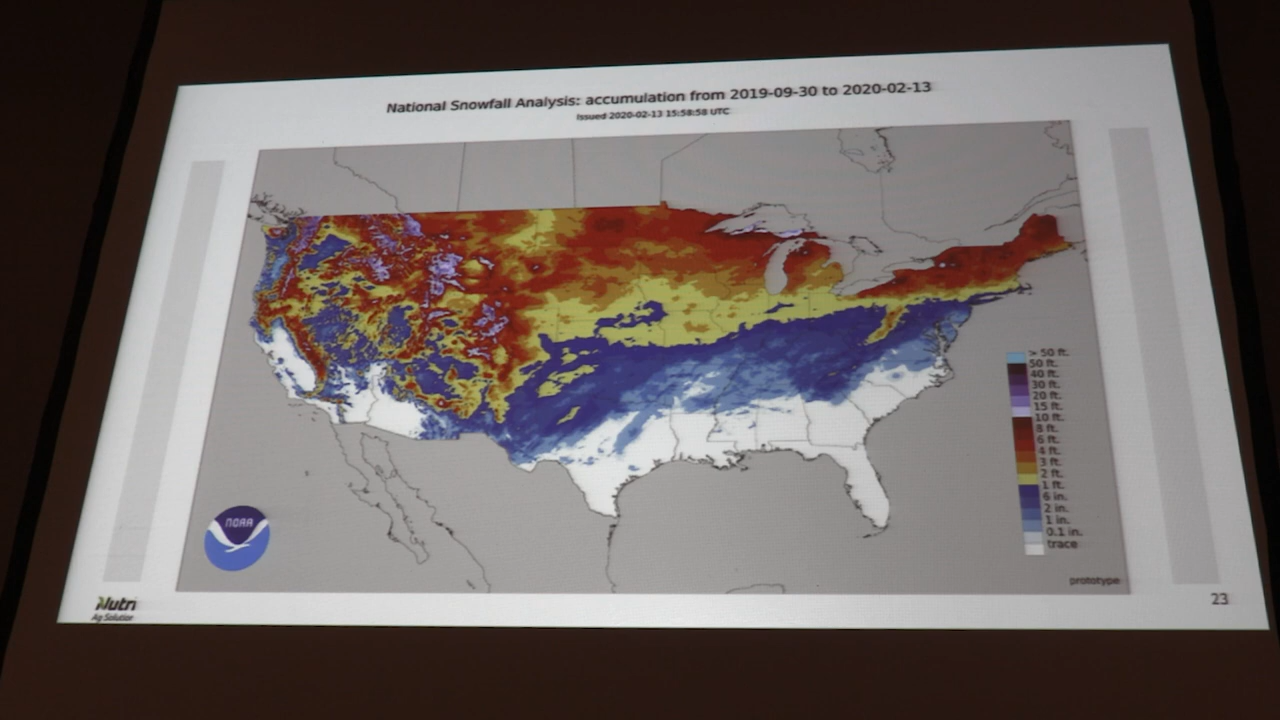 National Snowfall Analysis: accumulation from 2019-09-30 to 2020-02-13
Issued 2020-02-13 15:58:58 UTC
> 50 ft.
50 ft.
40 ft.
30 ft.
20 ft.
15 ft.
10 ft.
8 ft.
6 ft.
4 ft.
3 ft.
2 ft.
1 ft.
6 in.
2 in.
1 in.
0.1 in.
trace
NOAA
prototype
Nutri
Ag Solution
23